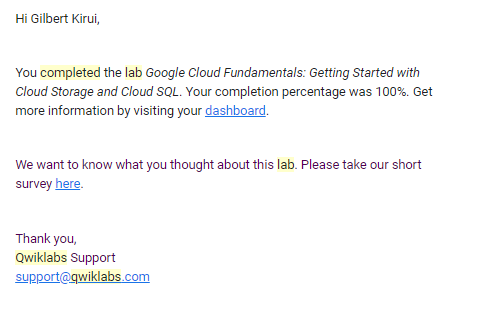 Hi Gilbert Kirui,
You completed the lab Google Cloud Fundamentals: Getting Started with
Cloud Storage and Cloud SQL. Your completion percentage was 100%. Get
more information by visiting your dashboard.
We want to know what you thought about this lab. Please take our short
survey here.
Thank you,
Qwiklabs Support
support@qwiklabs.com